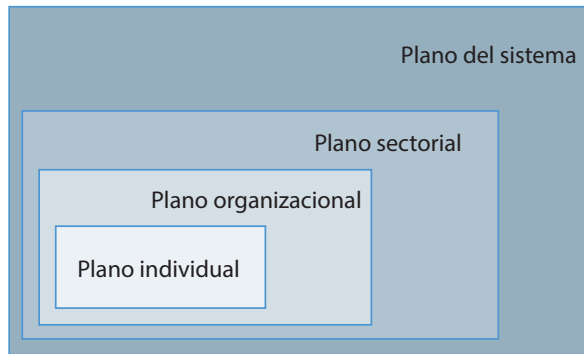 Plano del sistema
Plano sectorial
Plano organizacional
Plano individual